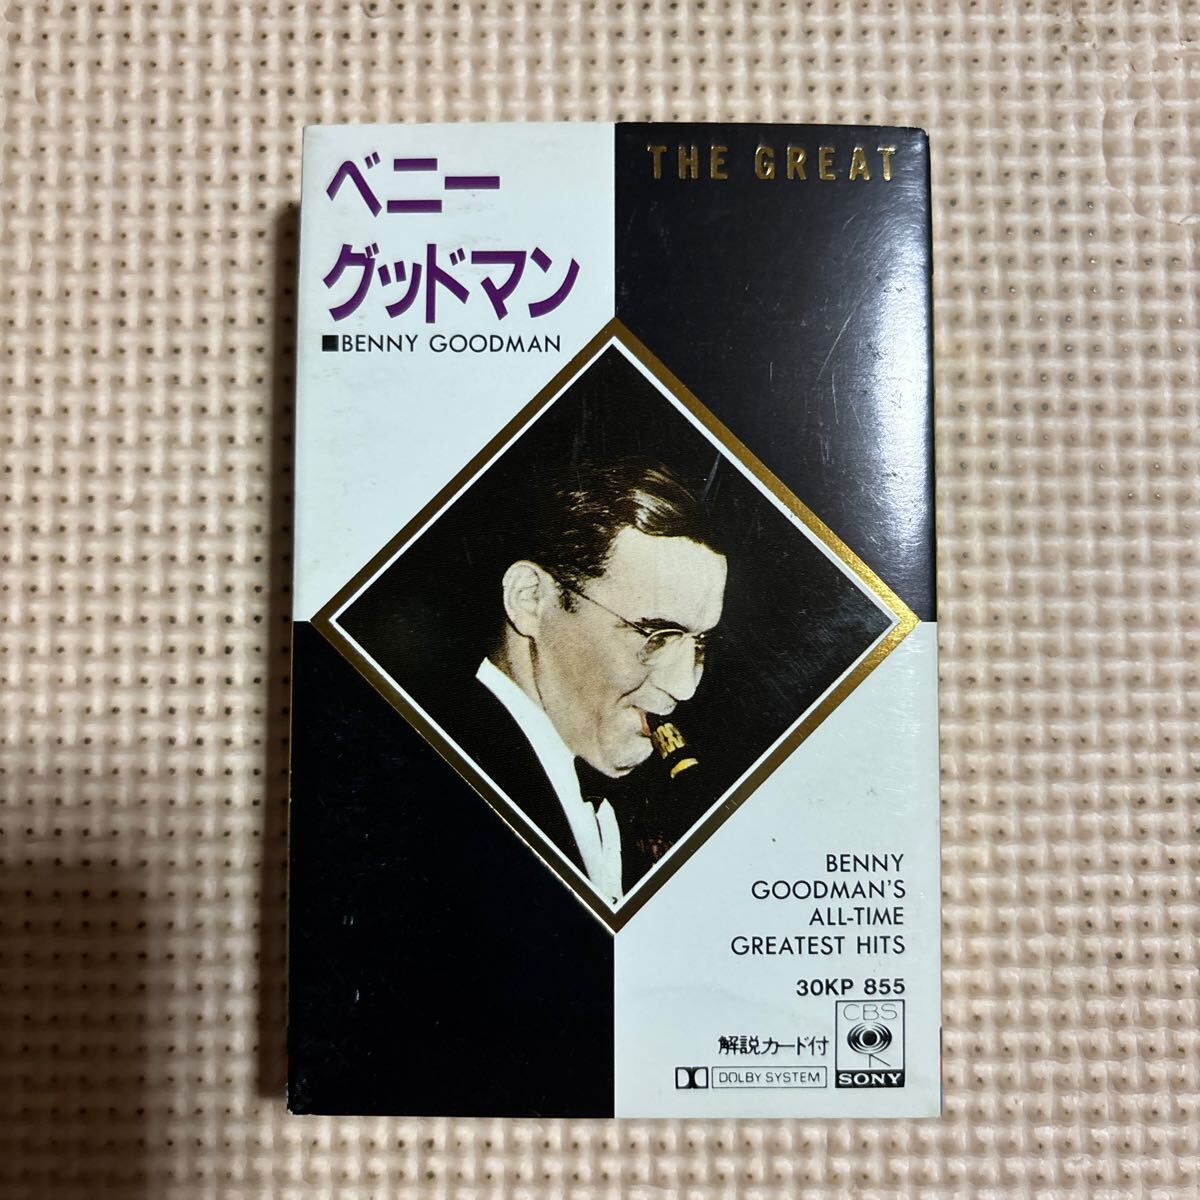 ベニー
グッドマン
■BENNY GOODMAN
THE GREAT
BENNY
GOODMAN'S
ALL-TIME
GREATEST HITS
30KP 855
解説カード付
DOLBY SYSTEM
CBS
SONY